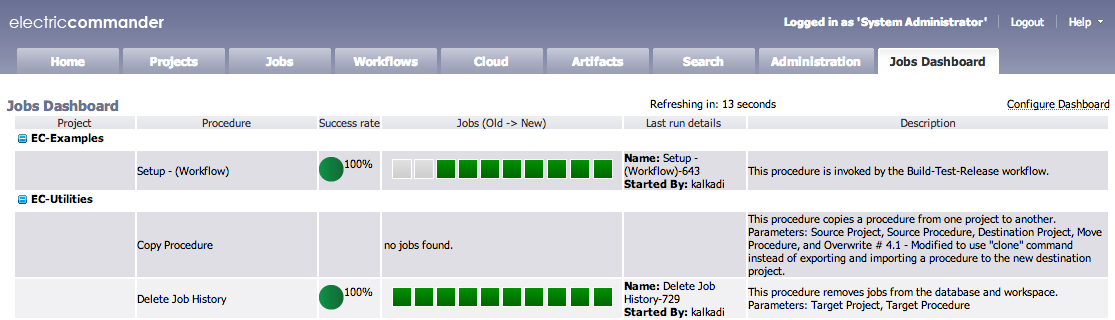 electriccommander
Logged in as 'System Administrator' Logout Help
Home Projects Jobs Workflows Cloud Artifacts Search Administration Jobs Dashboard
Jobs Dashboard Refreshing in: 13 seconds Configure Dashboard
Project Procedure Success rate Jobs (Old -> New) Last run details Description
EC-Examples
Setup - (Workflow) 100%
Name: Setup -
(Workflow)-643
Started By: kalkadi
This procedure is invoked by the Build-Test-Release workflow.
EC-Utilities
Copy Procedure no jobs found.
This procedure copies a procedure from one project to another.
Parameters: Source Project, Source Procedure, Destination Project, Move
Procedure, and Overwrite # 4.1 - Modified to use "clone" command
instead of exporting and importing a procedure to the new destination
project.
Delete Job History 100%
Name: Delete Job
History-729
Started By: kalkadi
This procedure removes jobs from the database and workspace.
Parameters: Target Project, Target Procedure